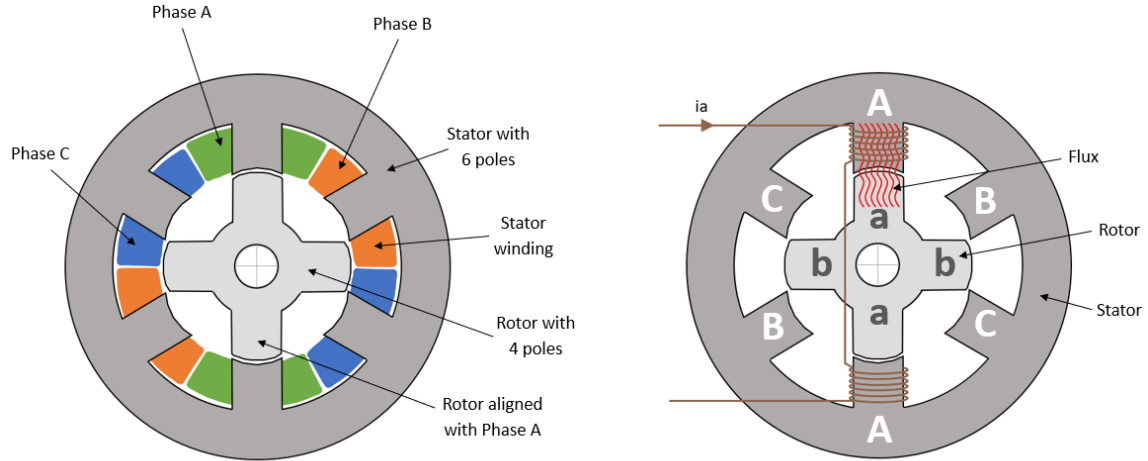 Phase A
Phase B
Phase C
Stator with
6 poles
Stator
winding
Rotor with
4 poles
Rotor aligned
with Phase A
ia
A
Flux
C
B
a
Rotor
b
b
a
Stator
B
C
A